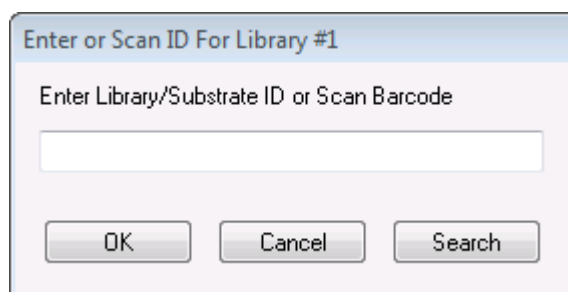 Enter or Scan ID For Library #1
Enter Library/Substrate ID or Scan Barcode
OK Cancel Search